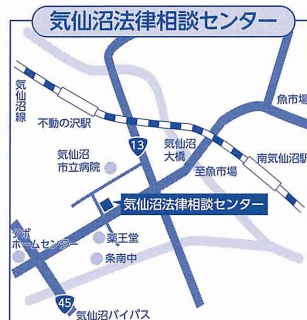 気仙沼法律相談センター
気仙沼線
不動の沢駅
13
気仙沼
大橋
魚市場
南気仙沼駅
至魚市場
気仙沼
市立病院
気仙沼法律相談センター
ホームセンター
薬王堂
条南中
45
気仙沼バイパス